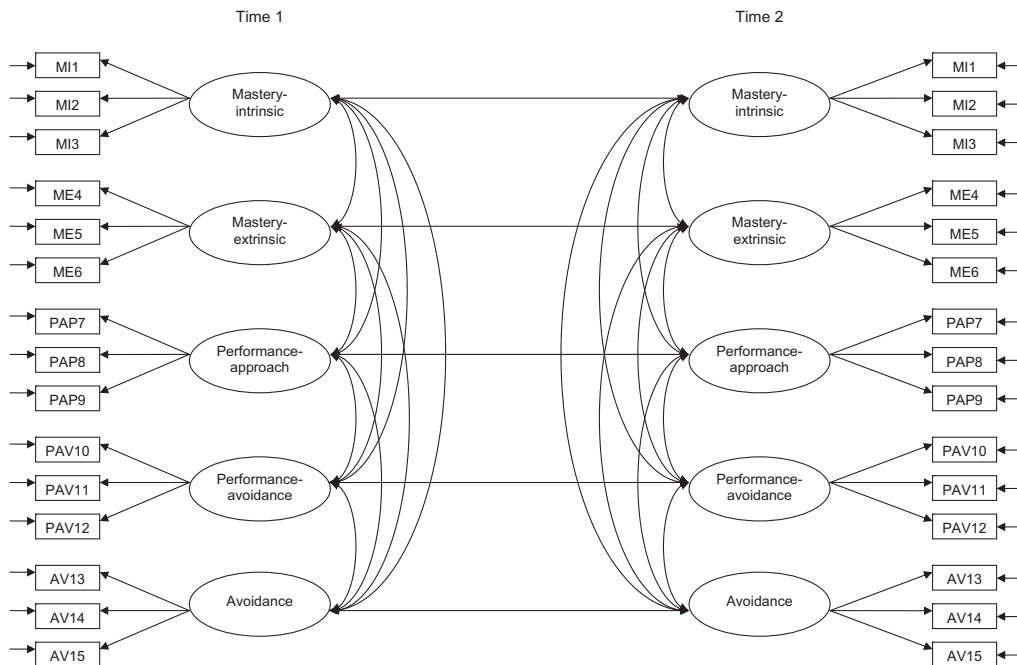 Time 1
Time 2
MI1
MI2
MI3
Mastery-
intrinsic
Mastery-
intrinsic
MI1
MI2
MI3
ME4
ME5
ME6
Mastery-
extrinsic
Mastery-
extrinsic
ME4
ME5
ME6
PAP7
PAP8
PAP9
Performance-
approach
Performance-
approach
PAP7
PAP8
PAP9
PAV10
PAV11
PAV12
Performance-
avoidance
Performance-
avoidance
PAV10
PAV11
PAV12
AV13
AV14
AV15
Avoidance
Avoidance
AV13
AV14
AV15